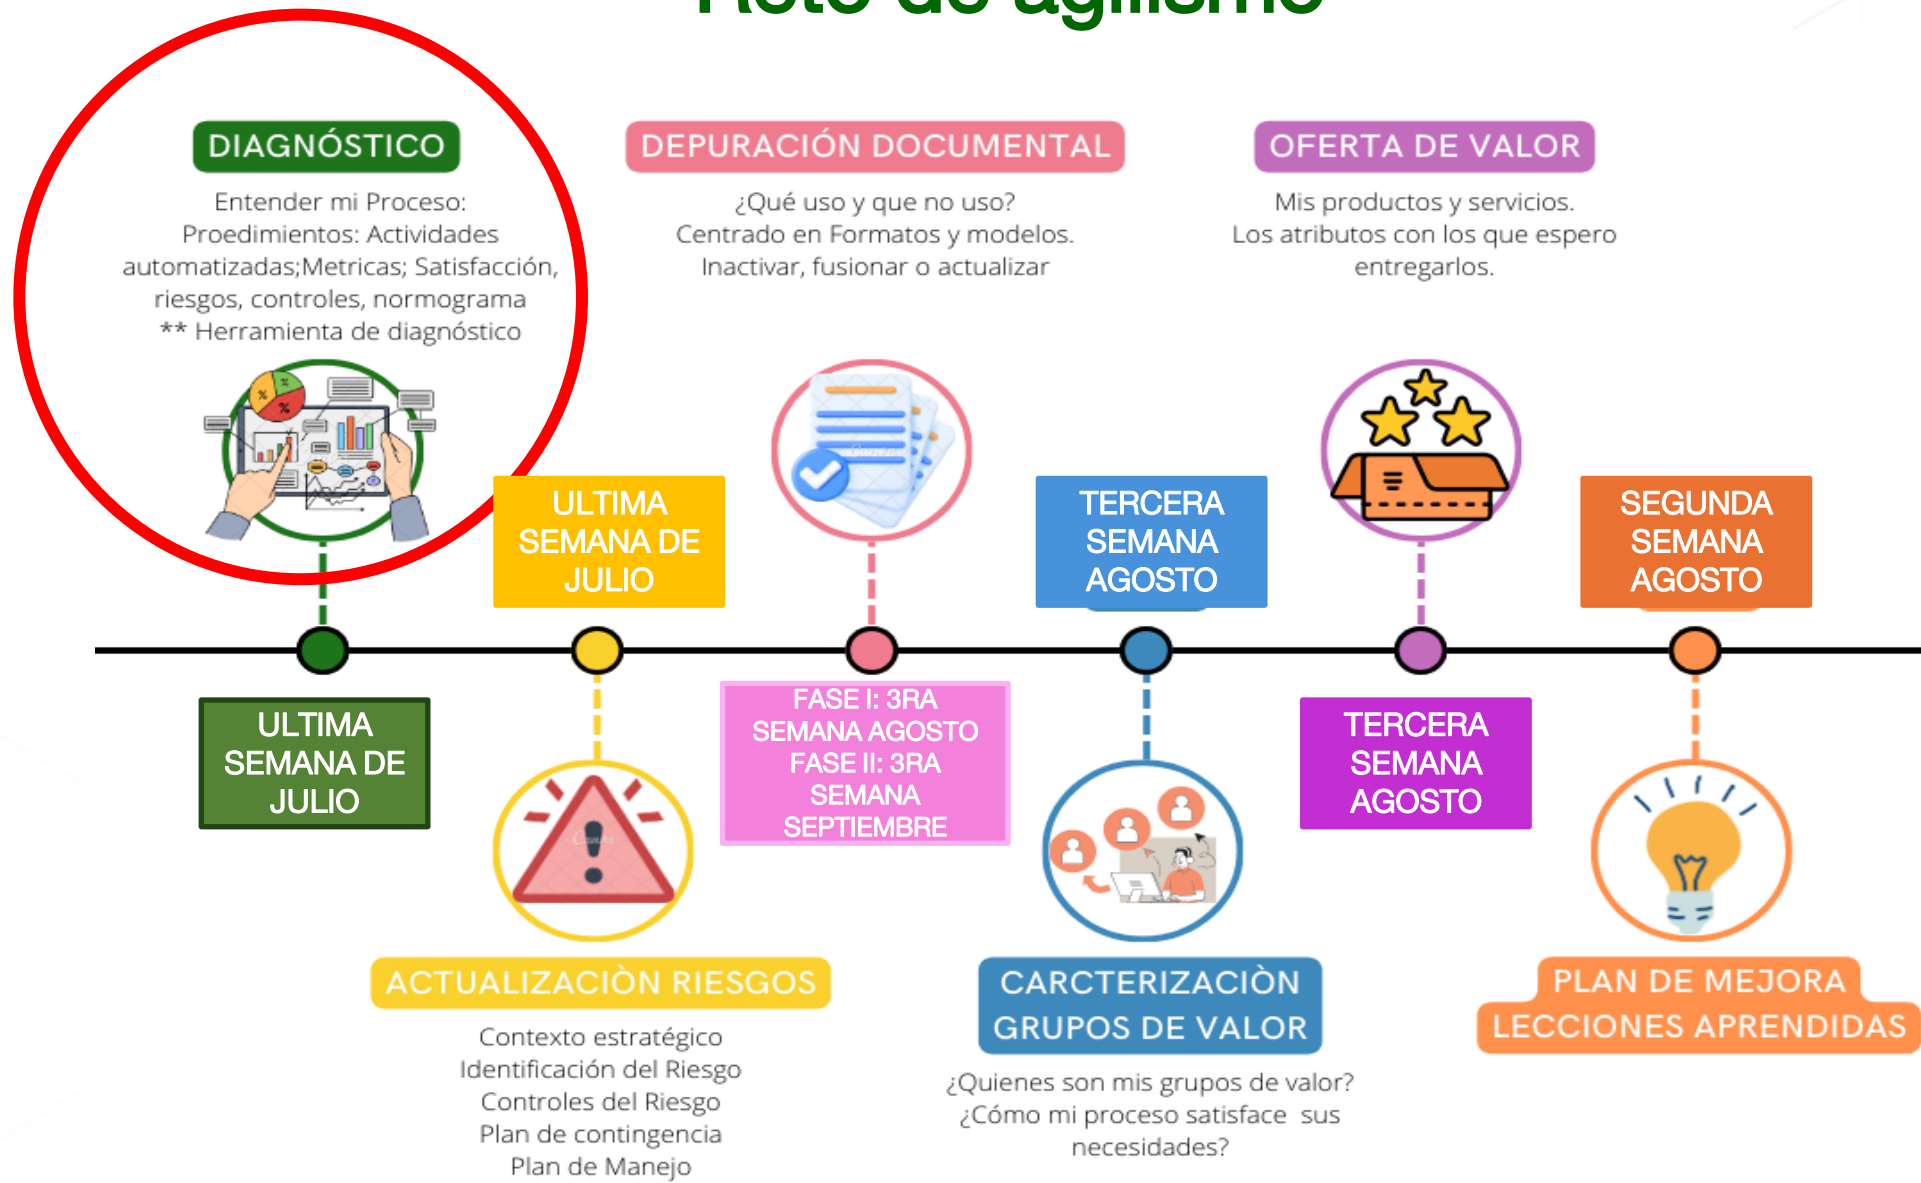 Reto de agilismo
DIAGNÓSTICO
Entender mi Proceso:
Proedimientos: Actividades
automatizadas;Metricas; Satisfacción,
riesgos, controles, normograma
** Herramienta de diagnóstico
DEPURACIÓN DOCUMENTAL
¿Qué uso y que no uso?
Centrado en Formatos y modelos.
Inactivar, fusionar o actualizar
OFERTA DE VALOR
Mis productos y servicios.
Los atributos con los que espero
entregarlos.
%
%
%
ULTIMA
SEMANA DE
JULIO
TERCERA
SEMANA
AGOSTO
SEGUNDA
SEMANA
AGOSTO
ULTIMA
SEMANA DE
JULIO
FASE I: 3RA
SEMANA AGOSTO
FASE II: 3RA
SEMANA
SEPTIEMBRE
TERCERA
SEMANA
AGOSTO
Canva
ACTUALIZACIÒN RIESGOS
Contexto estratégico
Identificación del Riesgo
Controles del Riesgo
Plan de contingencia
Plan de Manejo
CARCTERIZACIÒN
GRUPOS DE VALOR
¿Quienes son mis grupos de valor?
¿Cómo mi proceso satisface sus
necesidades?
PLAN DE MEJORA
LECCIONES APRENDIDAS